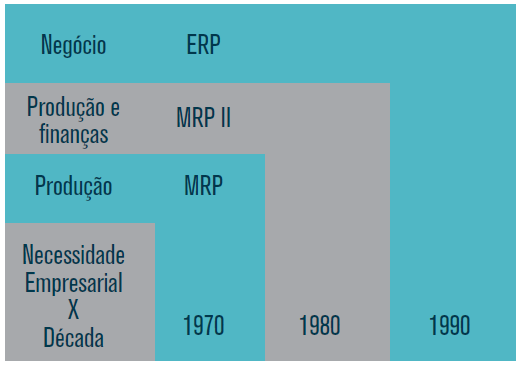 Negócio ERP
Produção e
finanças
MRP II
Produção MRP
Necessidade
Empresarial
X
Década
1970 1980 1990